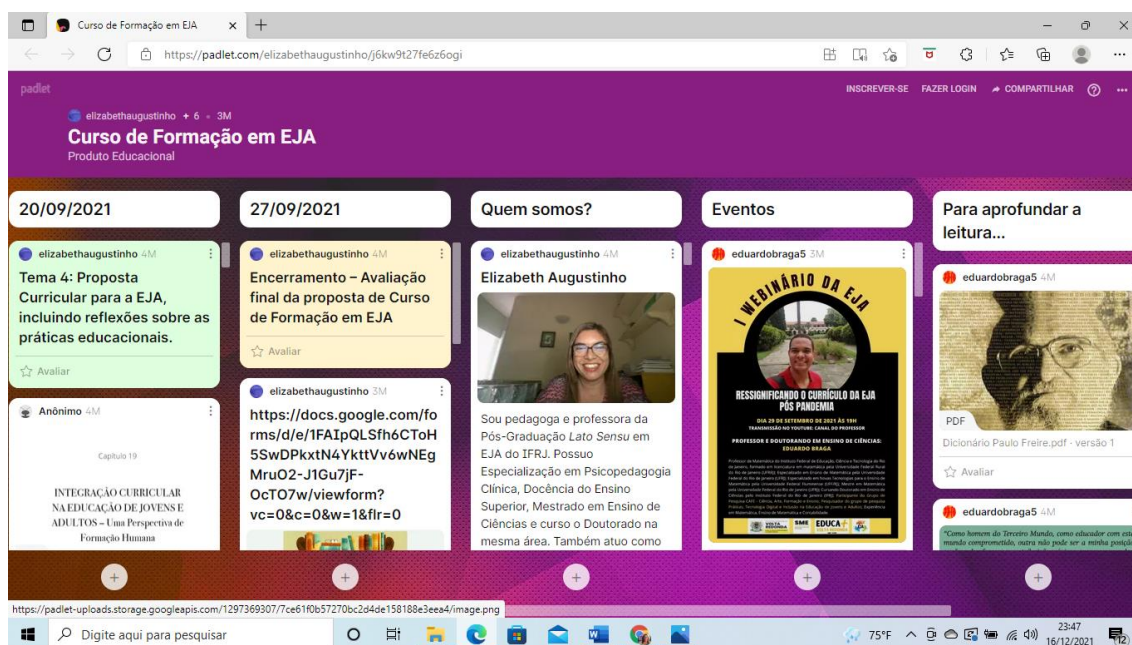 Curso de Formação em EJA
https://padlet.com/elizabethaugustinho/j6kw9t27fe6z6ogi
padlet
INSCREVER-SE FAZER LOGIN COMPARTILHAR
elizabethaugustinho + 6 • 3M
Curso de Formação em EJA
Produto Educacional
20/09/2021
elizabethaugustinho 4M
Tema 4: Proposta
Curricular para a EJA,
incluindo reflexões sobre as
práticas educacionais.
Avaliar
Anônimo 4M
Capítulo 19
INTEGRAÇÃO CURRICULAR
NA EDUCAÇÃO DE JOVENS E
ADULTOS – Uma Perspectiva de
Formação Humana
27/09/2021
elizabethaugustinho 4M
Encerramento – Avaliação
final da proposta de Curso
de Formação em EJA
Avaliar
elizabethaugustinho 3M
https://docs.google.com/fo
rms/d/e/1FAIpQLSfh6CToH
5SwDPkxtN4YkttVv6wNEg
MruO2-J1Gu7jF-
OcTO7w/viewform?
vc=0&c=0&w=1&flr=0
Quem somos?
elizabethaugustinho 4M
Elizabeth Augustinho
Sou pedagoga e professora da
Pós-Graduação Lato Sensu em
EJA do IFRJ. Possuo
Especialização em Psicopedagogia
Clínica, Docência do Ensino
Superior, Mestrado em Ensino de
Ciências e curso o Doutorado na
mesma área. Também atuo como
Eventos
eduardobraga5 3M
I WEBINÁRIO DA EJA
RESSIGNIFICANDO O CURRÍCULO DA EJA
PÓS PANDEMIA
DIA 29 DE SETEMBRO DE 2021 ÀS 19H
TRANSMISSÃO NO YOUTUBE: CANAL DO PROFESSOR
PROFESSOR E DOUTORANDO EM ENSINO DE CIÊNCIAS:
EDUARDO BRAGA
VOLTA REDONDA
SME
EDUCA+
Para aprofundar a
leitura...
eduardobraga5 4M
PDF
Dicionário Paulo Freire.pdf - versão 1
Avaliar
eduardobraga5 4M
"Como homem do Terceiro Mundo, como educador com este
mundo comprometido, outra não pode ser a minha posição
https://padlet-uploads.storage.googleapis.com/1297369307/7ce61f0b57270bc2d4de158188e3eea4/image.png
Digite aqui para pesquisar
75°F
23:47
16/12/2021
12